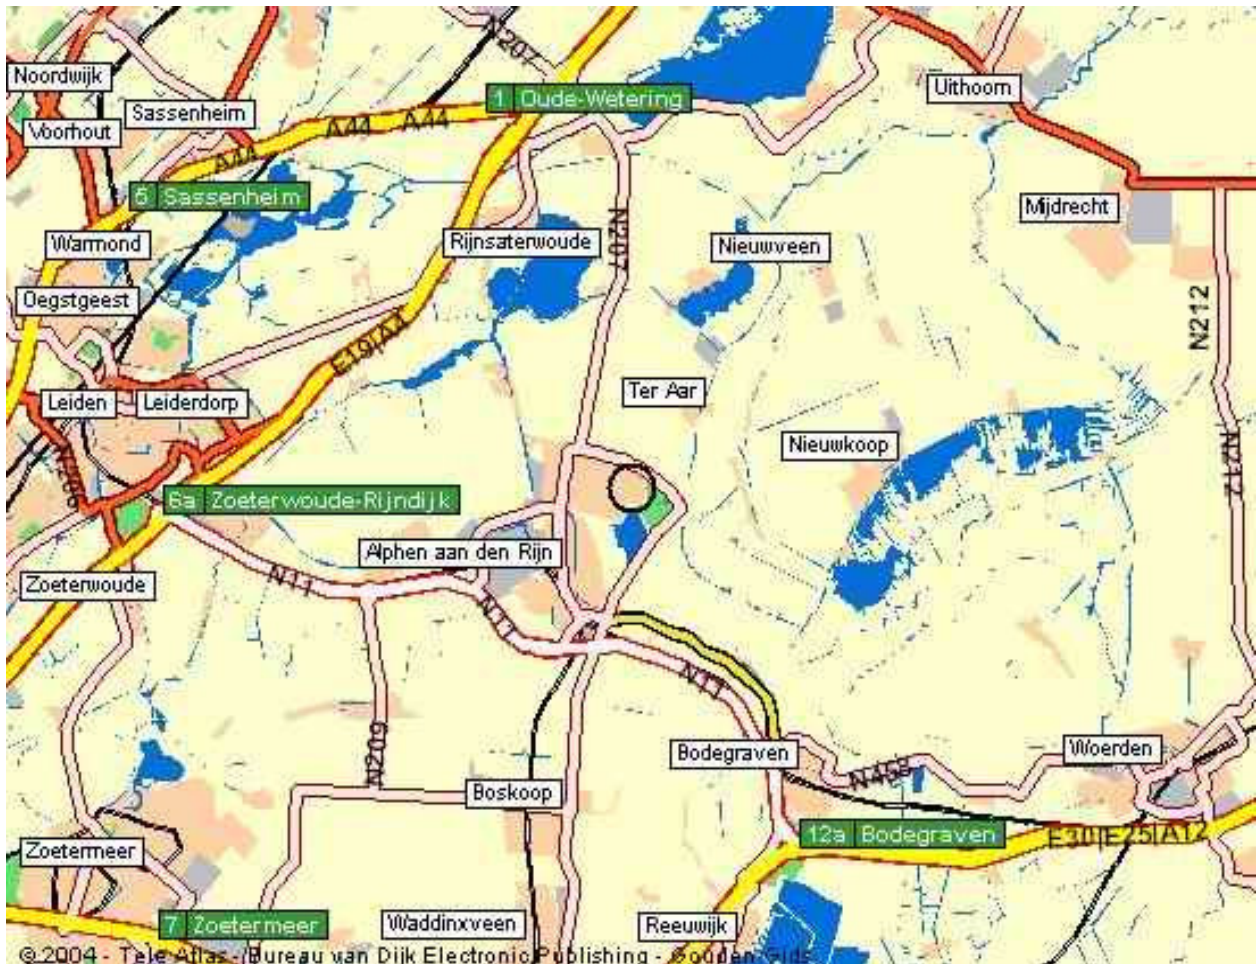 N207
Noordwijk
Uithoorn
1 Oude-Wetering
Sassenheim
Voorhout
A44 A44
A44
5 Sassenheim
Mijdrecht
Warmond
Rijnsaterwoude
N207
Nieuwveen
Oegstgeest
N212
E19|A4
Leiden
Leiderdorp
Ter Aar
Nieuwkoop
N206
N212
6a Zoeterwoude-Rijndijk
Alphen aan den Rijn
Zoeterwoude
N11
N11
N11
N209
Bodegraven
Woerden
N458
Boskoop
12a Bodegraven
E30|E25|A12
Zoetermeer
7 Zoetermeer
Waddinxveen
Reeuwijk
©2004 - Tele Atlas - Bureau van Dijk Electronic Publishing - Gouden Gids